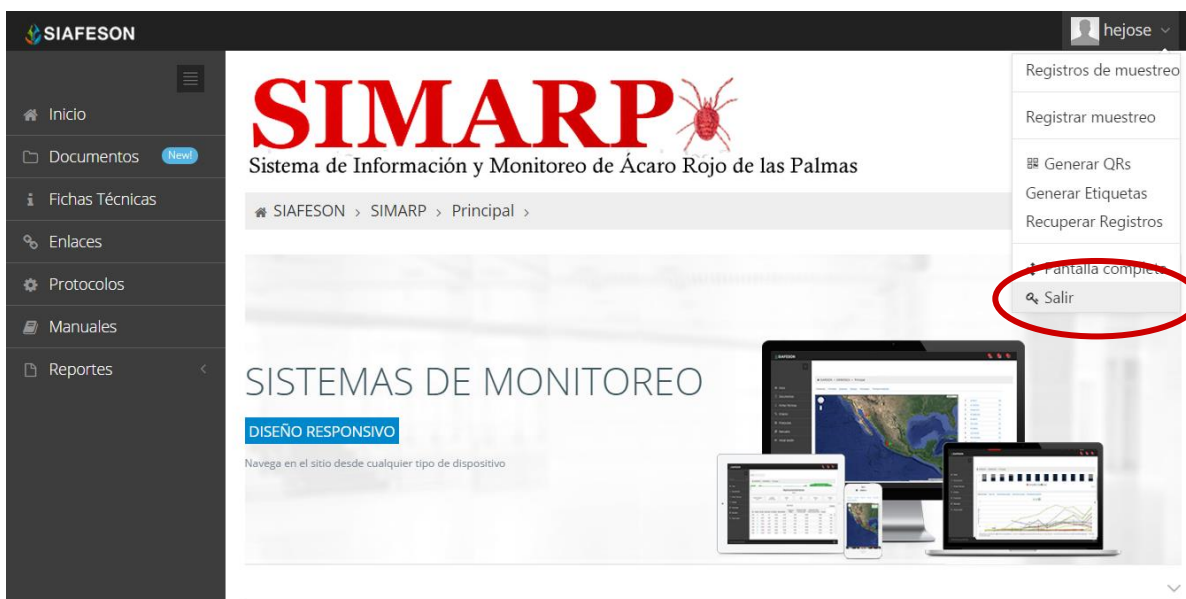 SIAFESON
hejose
Inicio
Documentos New!
Fichas Técnicas
Enlaces
Protocolos
Manuales
Reportes
SIMARP
Sistema de Información y Monitoreo de Ácaro Rojo de las Palmas
SIAFESON > SIMARP > Principal >
Registros de muestreo
Registrar muestreo
Generar QRs
Generar Etiquetas
Recuperar Registros
Pantalla completa
Salir
SISTEMAS DE MONITOREO
DISEÑO RESPONSIVO
Navega en el sitio desde cualquier tipo de dispositivo